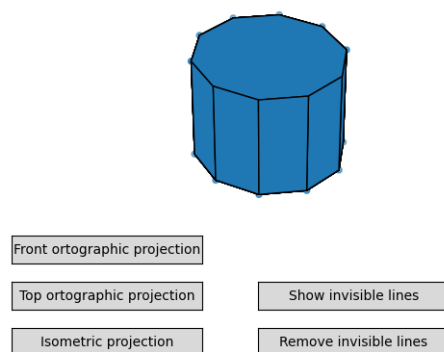 Front ortographic projection
Top ortographic projection
Show invisible lines
Isometric projection
Remove invisible lines